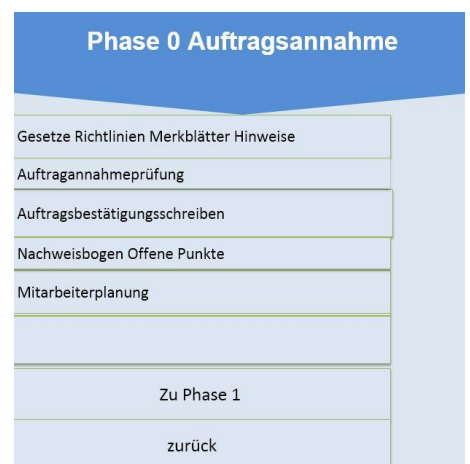 Phase 0 Auftragsannahme
Gesetze Richtlinien Merkblätter Hinweise
Auftragannahmeprüfung
Auftragsbestätigungsschreiben
Nachweisbogen Offene Punkte
Mitarbeiterplanung
Zu Phase 1
zurück